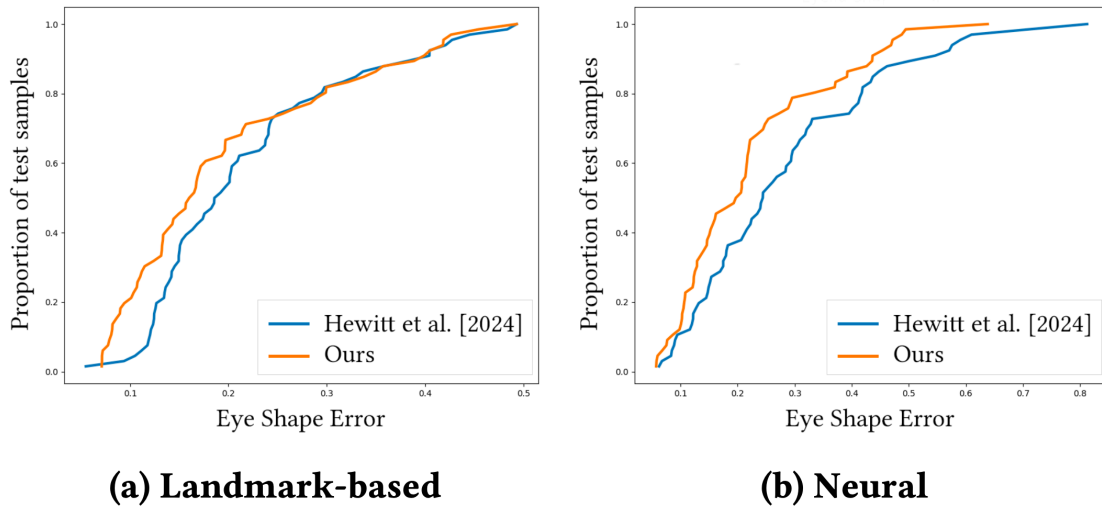 Proportion of test samples
1.0
0.8
0.6
0.4
0.2
0.0
0.1 0.2 0.3 0.4 0.5
Eye Shape Error
Hewitt et al. [2024]
Ours
(a) Landmark-based
Proportion of test samples
1.0
0.8
0.6
0.4
0.2
0.0
0.1 0.2 0.3 0.4 0.5 0.6 0.7 0.8
Eye Shape Error
Hewitt et al. [2024]
Ours
(b) Neural